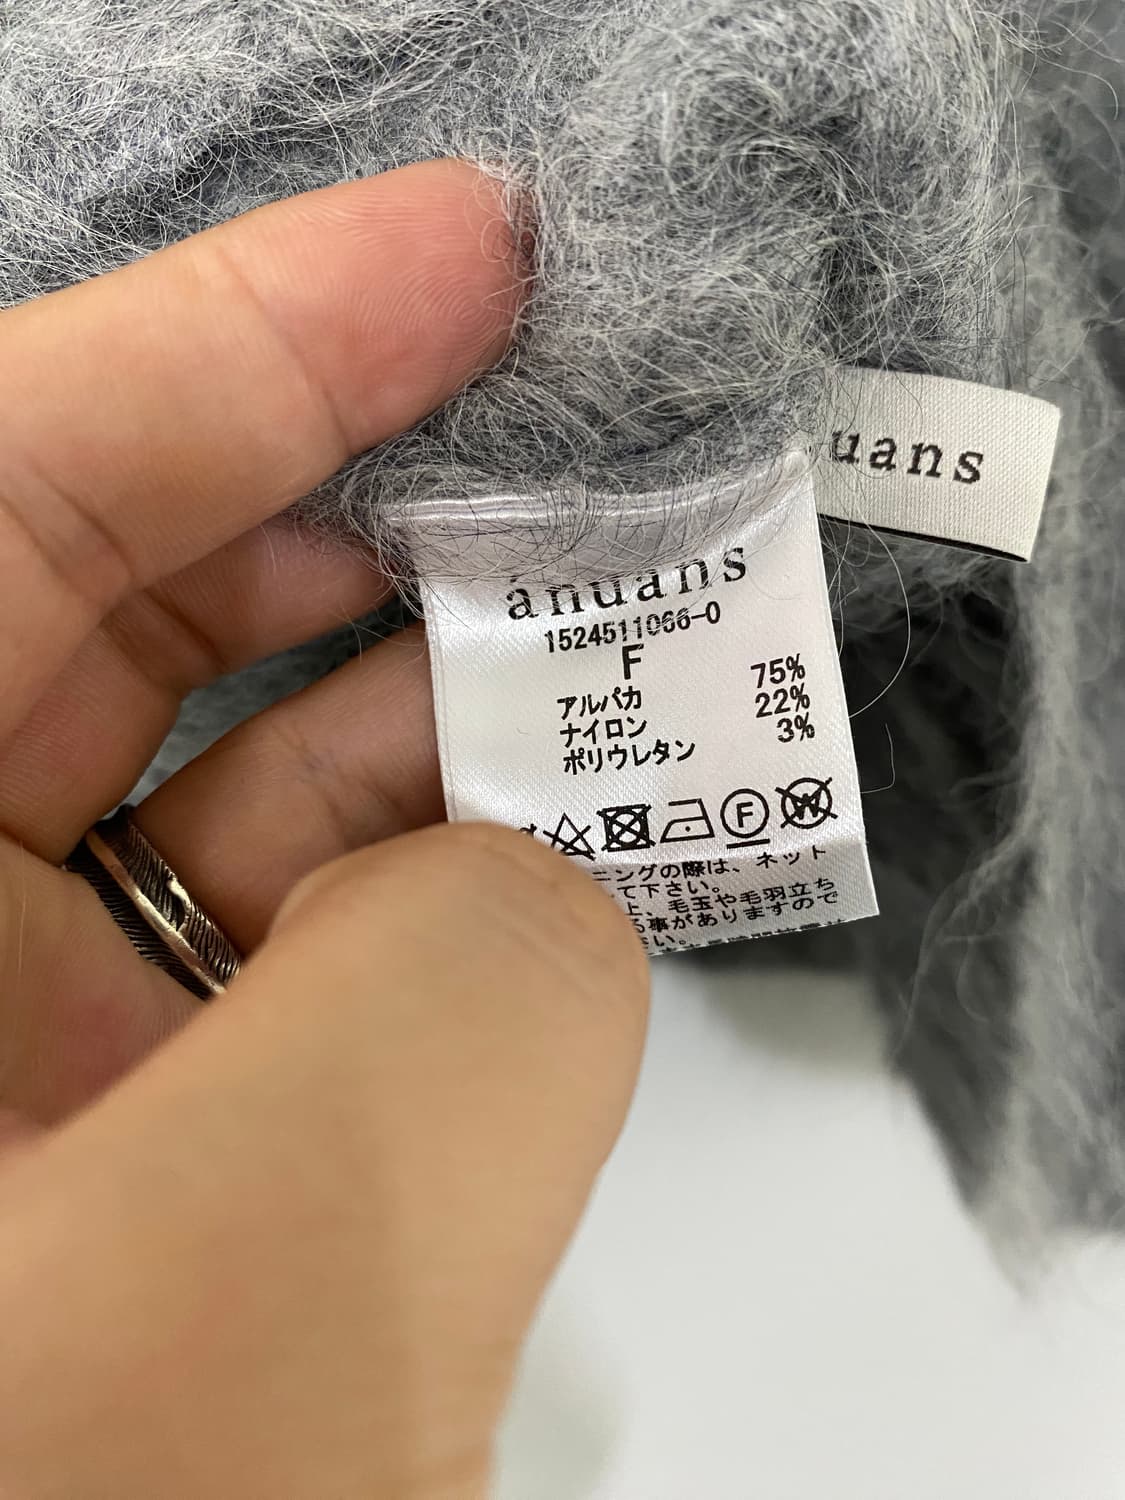 uans
ánuans
1524511066-0
F
アルパカ 75%
ナイロン 22%
ポリウレタン 3%
F
W
ニングの際は、ネット
て下さい。
上、毛玉や毛羽立ち
る事がありますので
い。